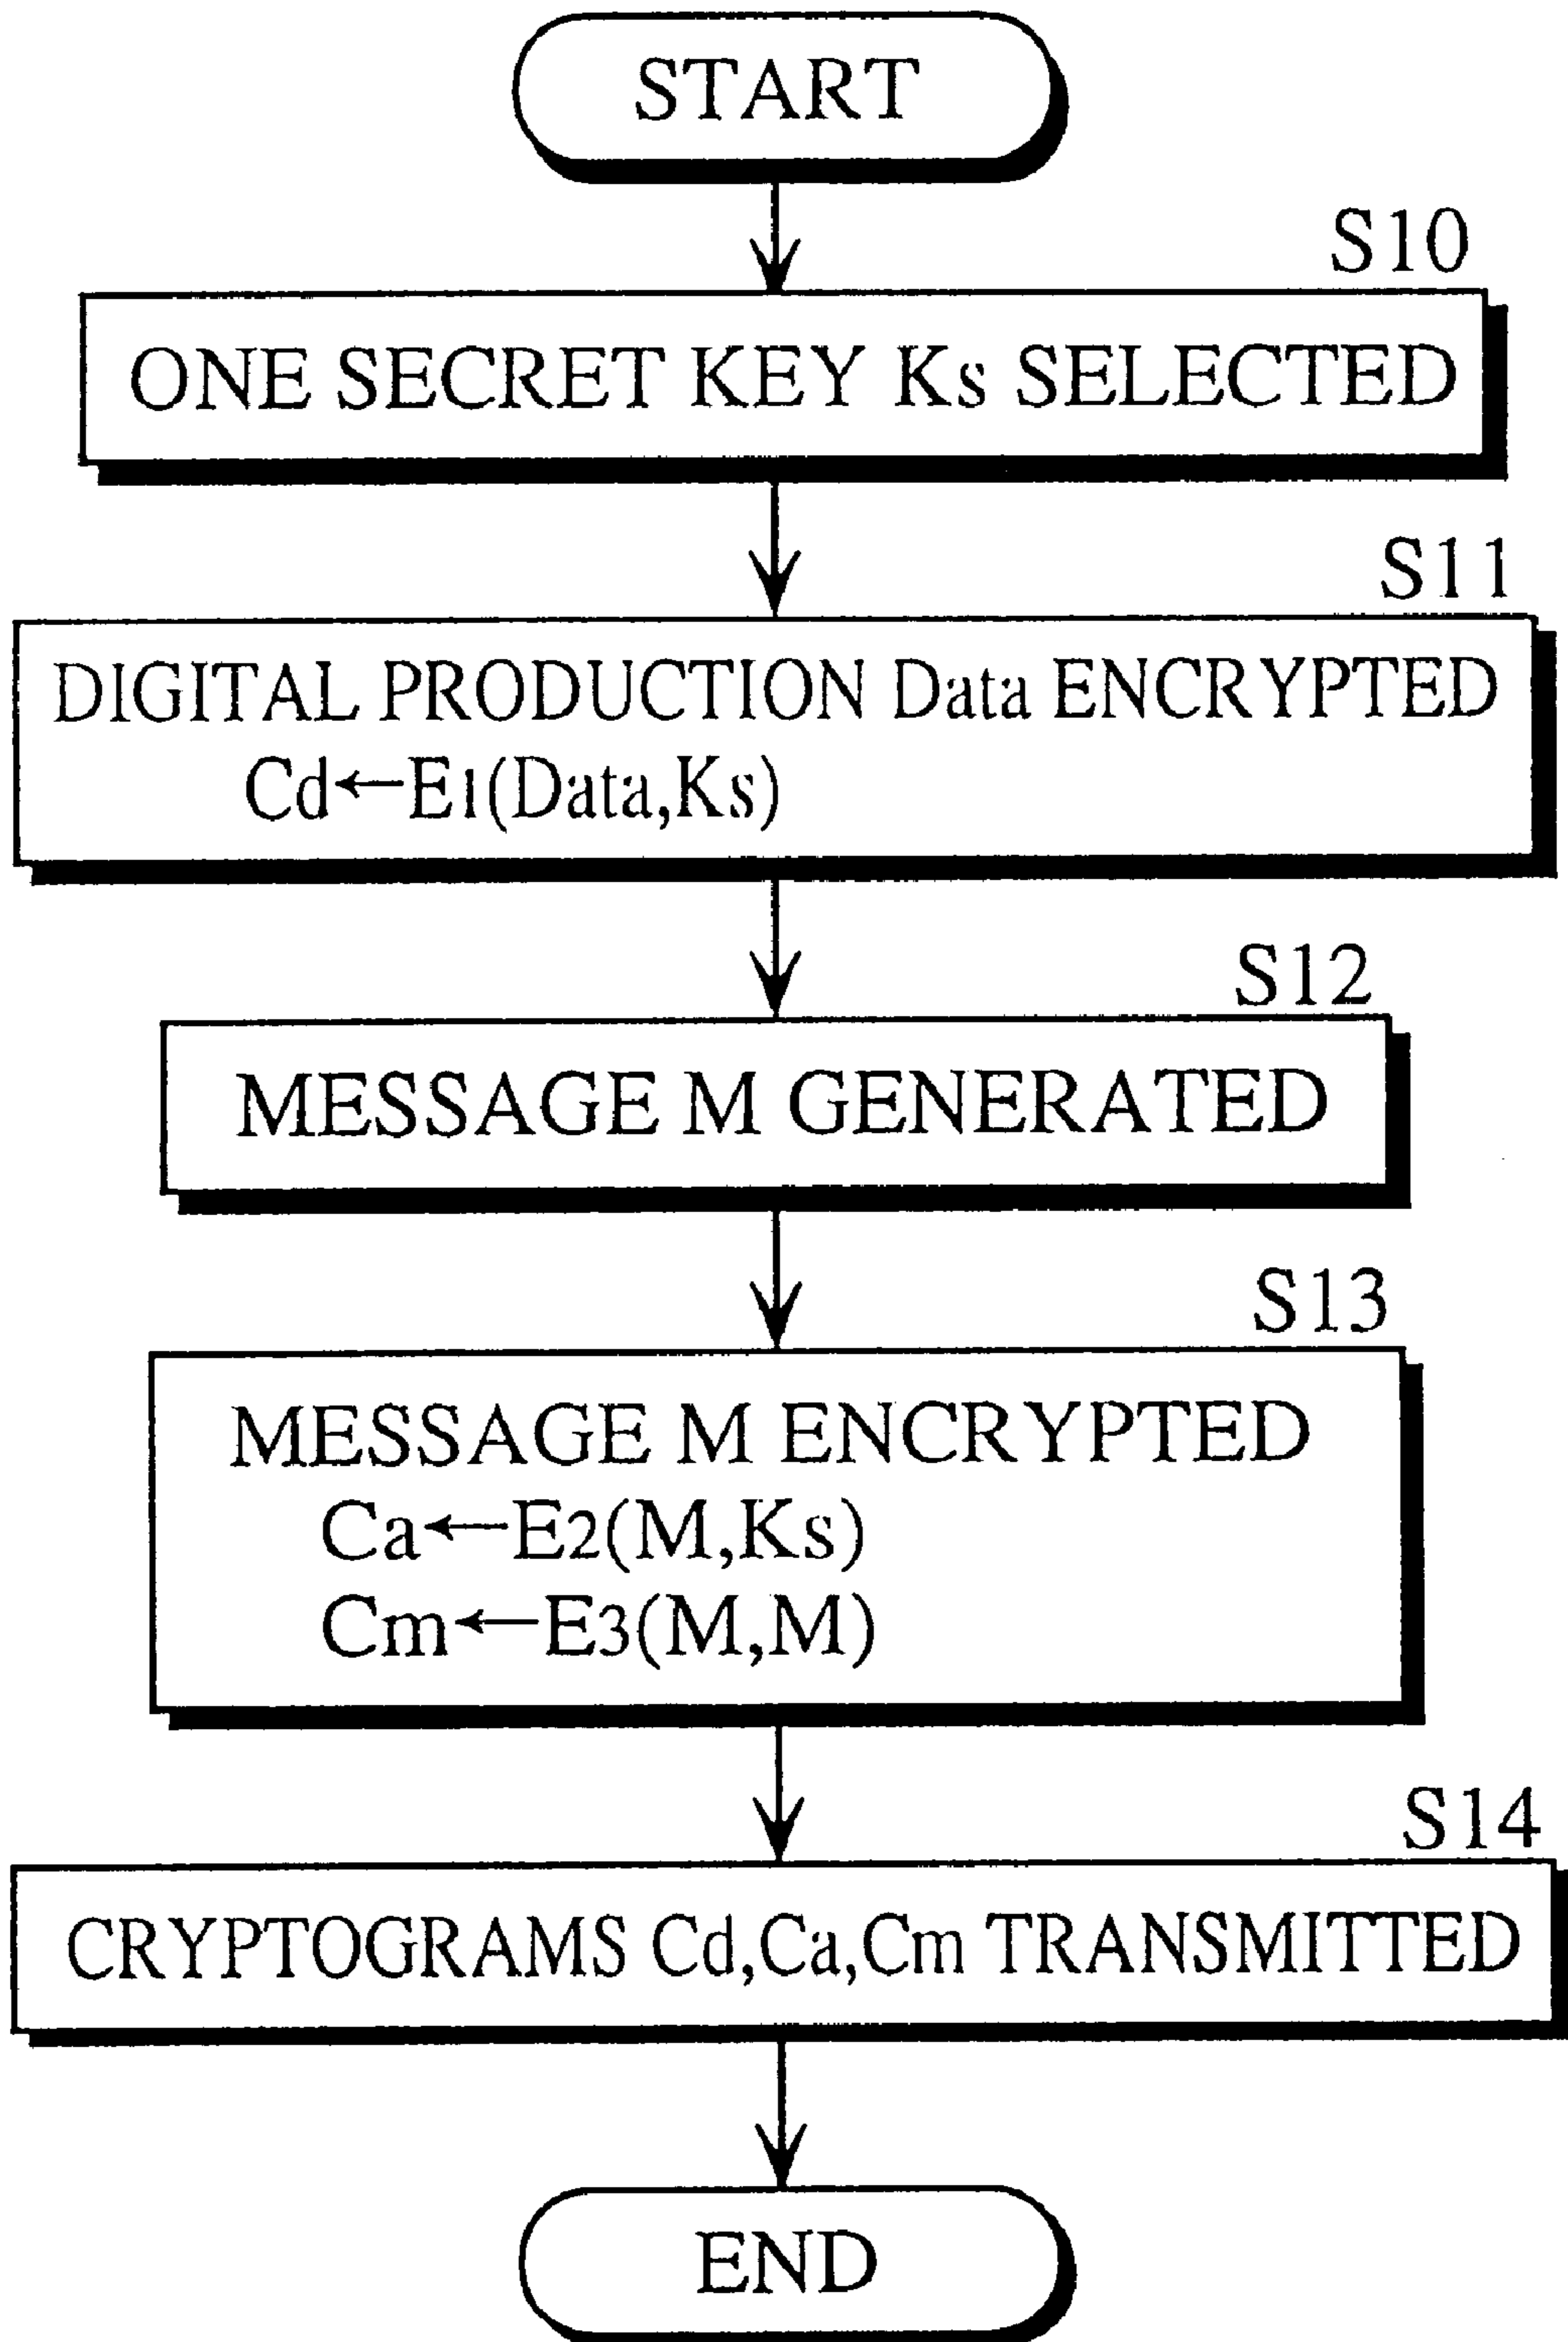 START
S10
ONE SECRET KEY Ks SELECTED
S11
DIGITAL PRODUCTION Data ENCRYPTED
Cd←E1(Data,Ks)
S12
MESSAGE M GENERATED
S13
MESSAGE M ENCRYPTED
Ca←E2(M,Ks)
Cm←E3(M,M)
S14
CRYPTOGRAMS Cd,Ca,Cm TRANSMITTED
END